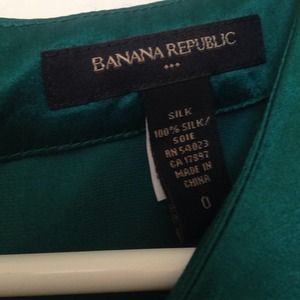 BANANA REPUBLIC
SILK
100% SILK/
SOIE
RN 54023
CA 17897
MADE IN
CHINA
0